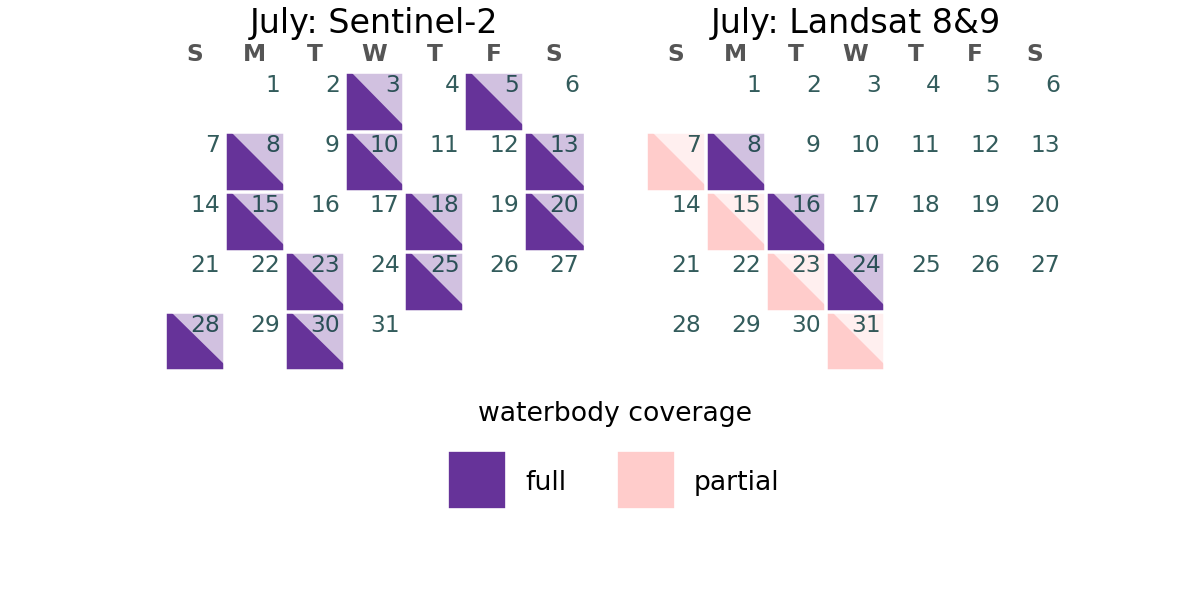 July: Sentinel-2
S M T W T F S
1 2 3 4 5 6
7 8 9 10 11 12 13
14 15 16 17 18 19 20
21 22 23 24 25 26 27
28 29 30 31
July: Landsat 8&9
S M T W T F S
1 2 3 4 5 6
7 8 9 10 11 12 13
14 15 16 17 18 19 20
21 22 23 24 25 26 27
28 29 30 31
waterbody coverage
full partial